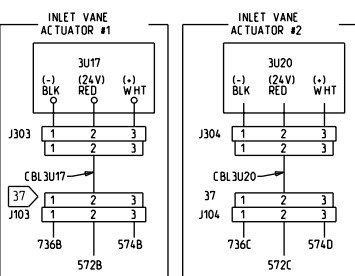 INLET VANE
ACTUATOR #1
3U17
(-) (24V) (+)
BLK RED WHT
J303
1 2 3
1 2 3
CBL3U17
37
1 2 3
J103
1 2 3
736B 574B
572B
INLET VANE
ACTUATOR #2
3U20
(-) (24V) (+)
BLK RED WHT
J304
1 2 3
1 2 3
CBL3U20
37
1 2 3
J104
1 2 3
736C 574D
572C